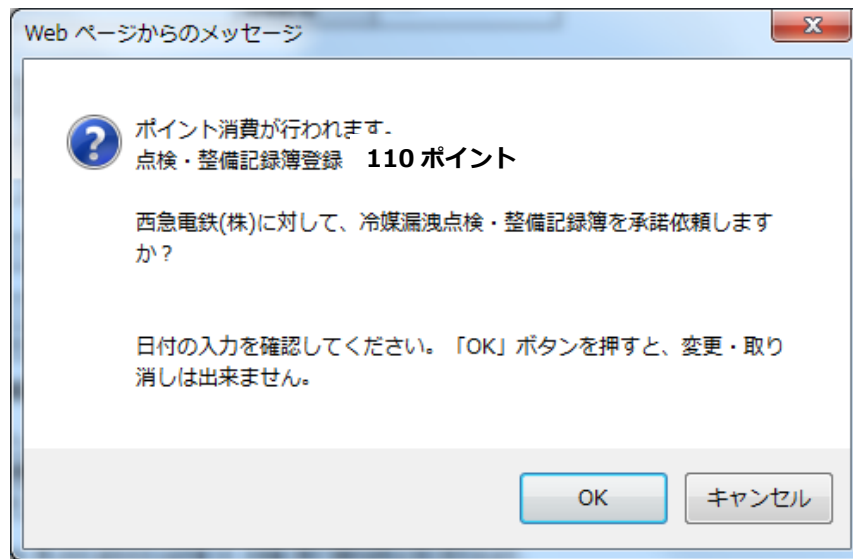 Web ページからのメッセージ
ポイント消費が行われます.
点検・整備記録簿登録 110 ポイント
西急電鉄(株)に対して、冷媒漏洩点検・整備記録簿を承諾依頼します
か？
日付の入力を確認してください。「OK」ボタンを押すと、変更・取り
消しは出来ません。
OK
キャンセル